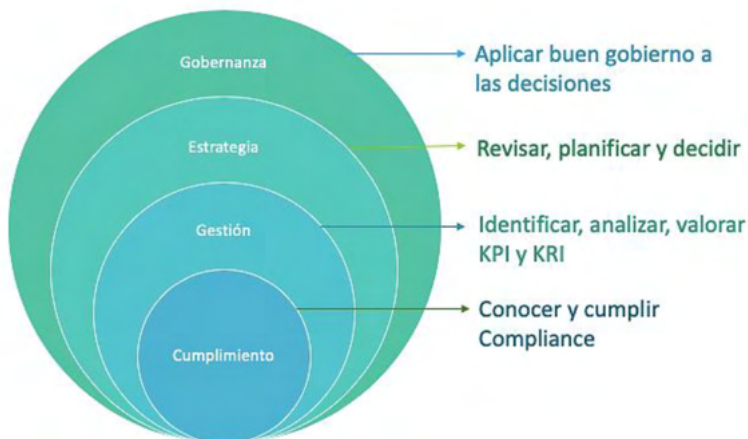 Gobernanza
Aplicar buen gobierno a
las decisiones
Estrategia
Revisar, planificar y decidir
Gestión
Identificar, analizar, valorar
KPI y KRI
Cumplimiento
Conocer y cumplir
Compliance